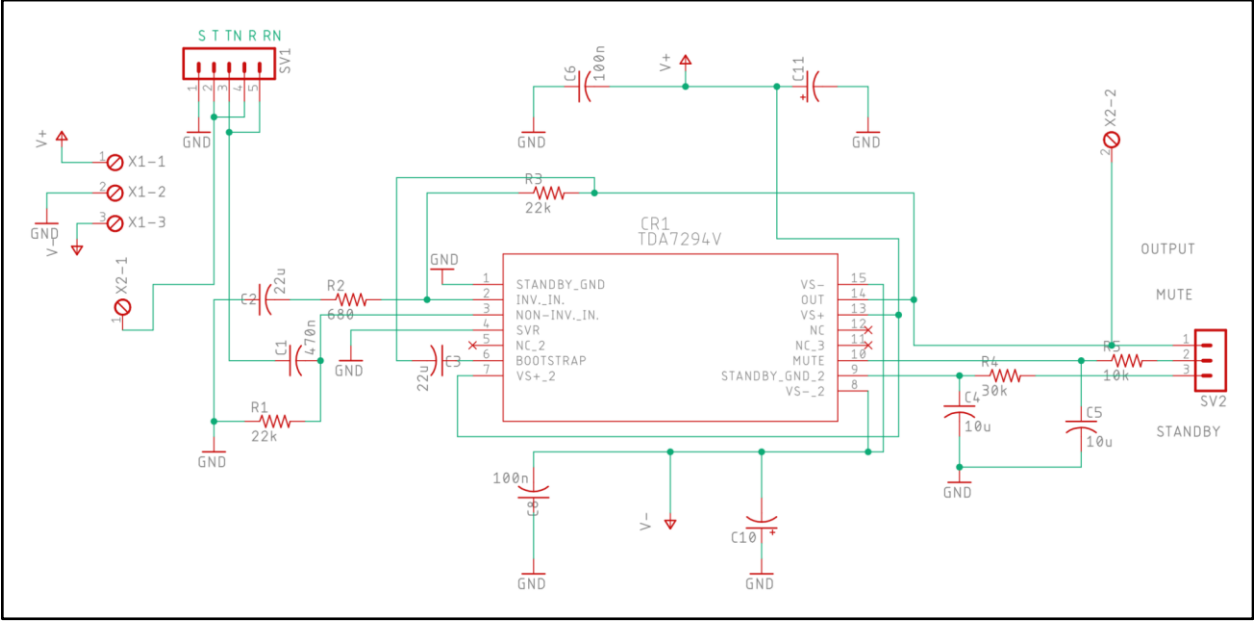 S T TN R RN
SV1
1
2
3
4
5
GND
V+
1
X1-1
2
X1-2
GND
3
X1-3
V-
X2-1
1
C6
100n
GND
V+
C11
+
GND
X2-2
2
R3
22k
CR1
TDA7294V
GND
C2
22u
R2
680
C1
470n
GND
22u
C3
R1
22k
GND
1 STANDBY_GND
2 INV._IN.
3 NON-INV._IN.
4 SVR
5 NC_2
6 BOOTSTRAP
7 VS+_2
VS- 15
OUT 14
VS+ 13
NC 12
NC_3 11
MUTE 10
STANDBY_GND_2 9
VS-_2 8
OUTPUT
MUTE
R5
10k
R4
30k
1
2
3
SV2
STANDBY
C4
10u
C5
10u
GND
100n
C8
GND
V-
C10
+
GND